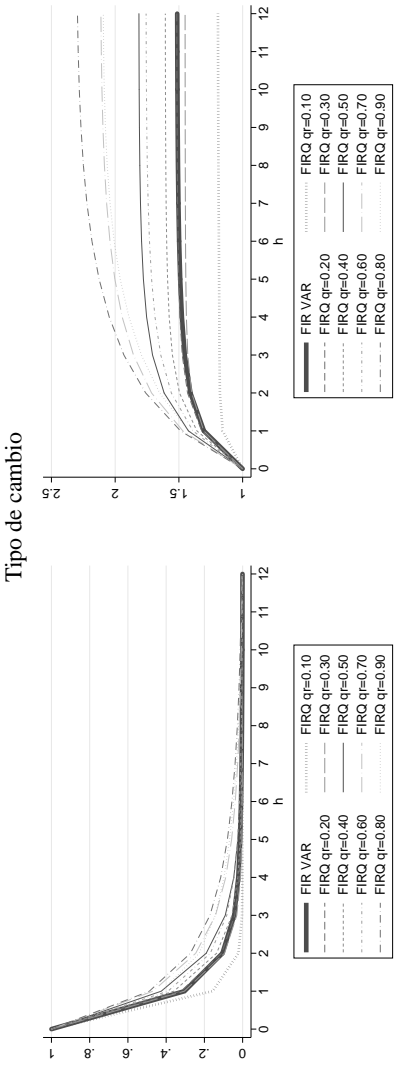 Tipo de cambio
1
.8
.6
.4
.2
0
0 1 2 3 4 5 6 7 8 9 10 11 12
h
FIR VAR FIRQ qr=0.10
FIRQ qr=0.20 FIRQ qr=0.30
FIRQ qr=0.40 FIRQ qr=0.50
FIRQ qr=0.60 FIRQ qr=0.70
FIRQ qr=0.80 FIRQ qr=0.90
2.5
2
1.5
1
0 1 2 3 4 5 6 7 8 9 10 11 12
h
FIR VAR FIRQ qr=0.10
FIRQ qr=0.20 FIRQ qr=0.30
FIRQ qr=0.40 FIRQ qr=0.50
FIRQ qr=0.60 FIRQ qr=0.70
FIRQ qr=0.80 FIRQ qr=0.90